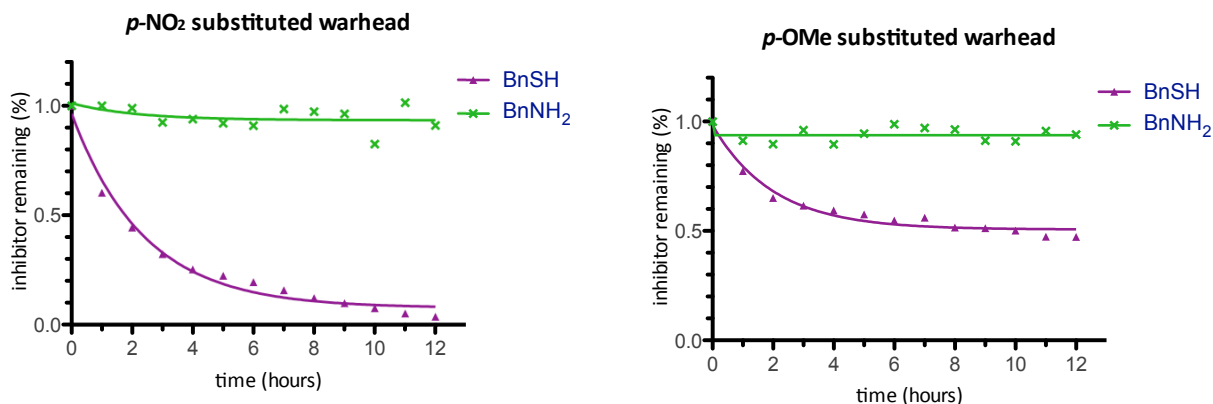 p-NO₂ substituted warhead
BnSH
BnNH₂
inhibitor remaining (%)
1.0
0.5
0.0
0 2 4 6 8 10 12
time (hours)
p-OMe substituted warhead
BnSH
BnNH₂
inhibitor remaining (%)
1.0
0.5
0.0
0 2 4 6 8 10 12
time (hours)